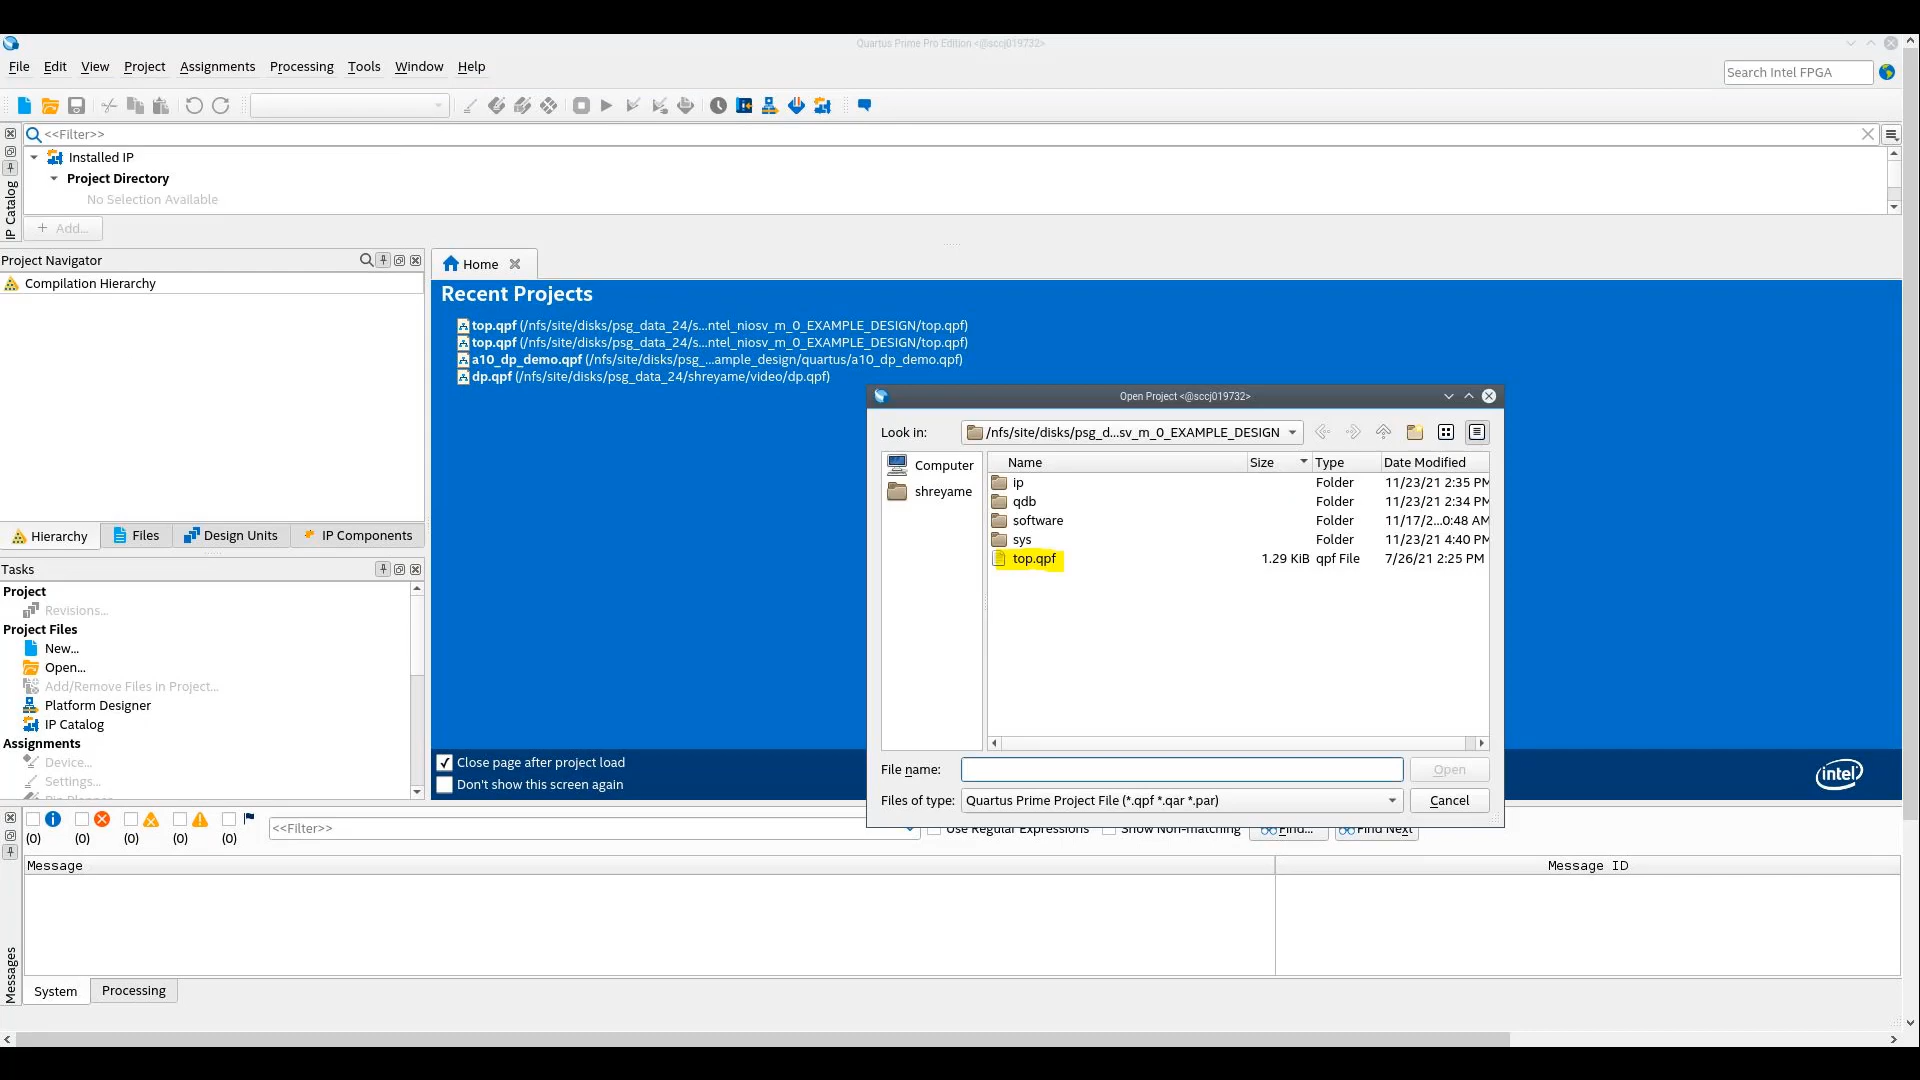 Quartus Prime Pro Edition <@sccj019732>
File Edit View Project Assignments Processing Tools Window Help
Search Intel FPGA
<<Filter>>
Installed IP
Project Directory
No Selection Available
IP Catalog
+ Add...
Project Navigator
Compilation Hierarchy
Hierarchy Files Design Units IP Components
Home
Recent Projects
top.qpf (/nfs/site/disks/psg_data_24/s...ntel_niosv_m_0_EXAMPLE_DESIGN/top.qpf)
top.qpf (/nfs/site/disks/psg_data_24/s...ntel_niosv_m_0_EXAMPLE_DESIGN/top.qpf)
a10_dp_demo.qpf (/nfs/site/disks/psg_...ample_design/quartus/a10_dp_demo.qpf)
dp.qpf (/nfs/site/disks/psg_data_24/shreyame/video/dp.qpf)
Close page after project load
Don't show this screen again
intel
Open Project <@sccj019732>
Look in: /nfs/site/disks/psg_d...sv_m_0_EXAMPLE_DESIGN
Computer
shreyame
Name Size Type Date Modified
ip Folder 11/23/21 2:35 PM
qdb Folder 11/23/21 2:34 PM
software Folder 11/17/2...0:48 AM
sys Folder 11/23/21 4:40 PM
top.qpf 1.29 KiB qpf File 7/26/21 2:25 PM
File name: Open
Files of type: Quartus Prime Project File (*.qpf *.qar *.par) Cancel
Tasks
Project
Revisions...
Project Files
New...
Open...
Add/Remove Files in Project...
Platform Designer
IP Catalog
Assignments
Device...
Settings...
Pin Planner
(0) (0) (0) (0) (0)
<<Filter>>
Use Regular Expressions Show Non-matching Find... Find Next
Message Message ID
Messages
System Processing